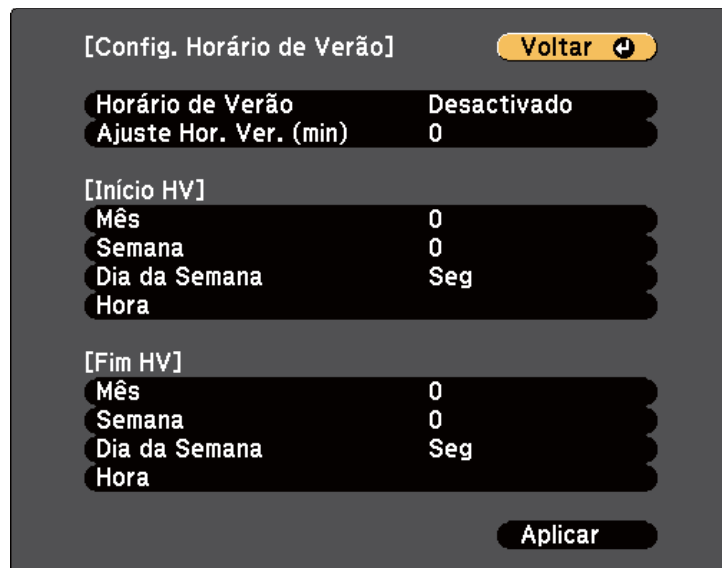 [Config. Horário de Verão] Voltar
Horário de Verão Desactivado
Ajuste Hor. Ver. (min) 0
[Início HV]
Mês 0
Semana 0
Dia da Semana Seg
Hora
[Fim HV]
Mês 0
Semana 0
Dia da Semana Seg
Hora
Aplicar